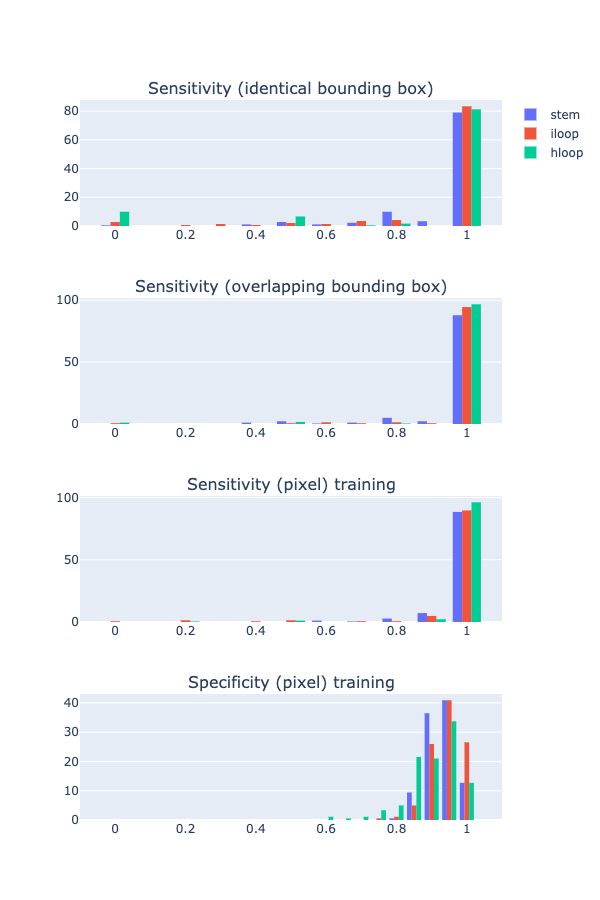 Sensitivity (identical bounding box)
80
60
40
20
0
0 0.2 0.4 0.6 0.8 1
stem
iloop
hloop
Sensitivity (overlapping bounding box)
100
50
0
0 0.2 0.4 0.6 0.8 1
Sensitivity (pixel) training
100
50
0
0 0.2 0.4 0.6 0.8 1
Specificity (pixel) training
40
30
20
10
0
0 0.2 0.4 0.6 0.8 1